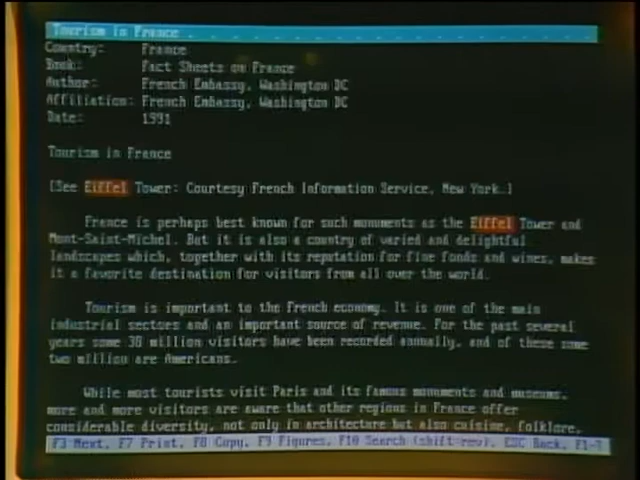 Tourism in France
Country: France
Book: Fact Sheets on France
Author: French Embassy, Washington DC
Affiliation: French Embassy, Washington DC
Date: 1991
Tourism in France
[See Eiffel Tower: Courtesy French Information Service, New York.]
France is perhaps best known for such monuments as the Eiffel Tower and
Mont-Saint-Michel. But it is also a country of varied and delightful
landscapes which, together with its reputation for fine foods and wines, makes
it a favorite destination for visitors from all over the world.
Tourism is important to the French economy. It is one of the main
industrial sectors and an important source of revenue. For the past several
years some 30 million visitors have been recorded annually, and of these some
two million are Americans.
While most tourists visit Paris and its famous monuments and museums,
more and more visitors are aware that other regions in France offer
considerable diversity, not only in architecture but also cuisine, folklore,
F3 Next, F7 Print, F8 Copy, F9 Figures, F10 Search (shift=rev), ESC Back, F1-?